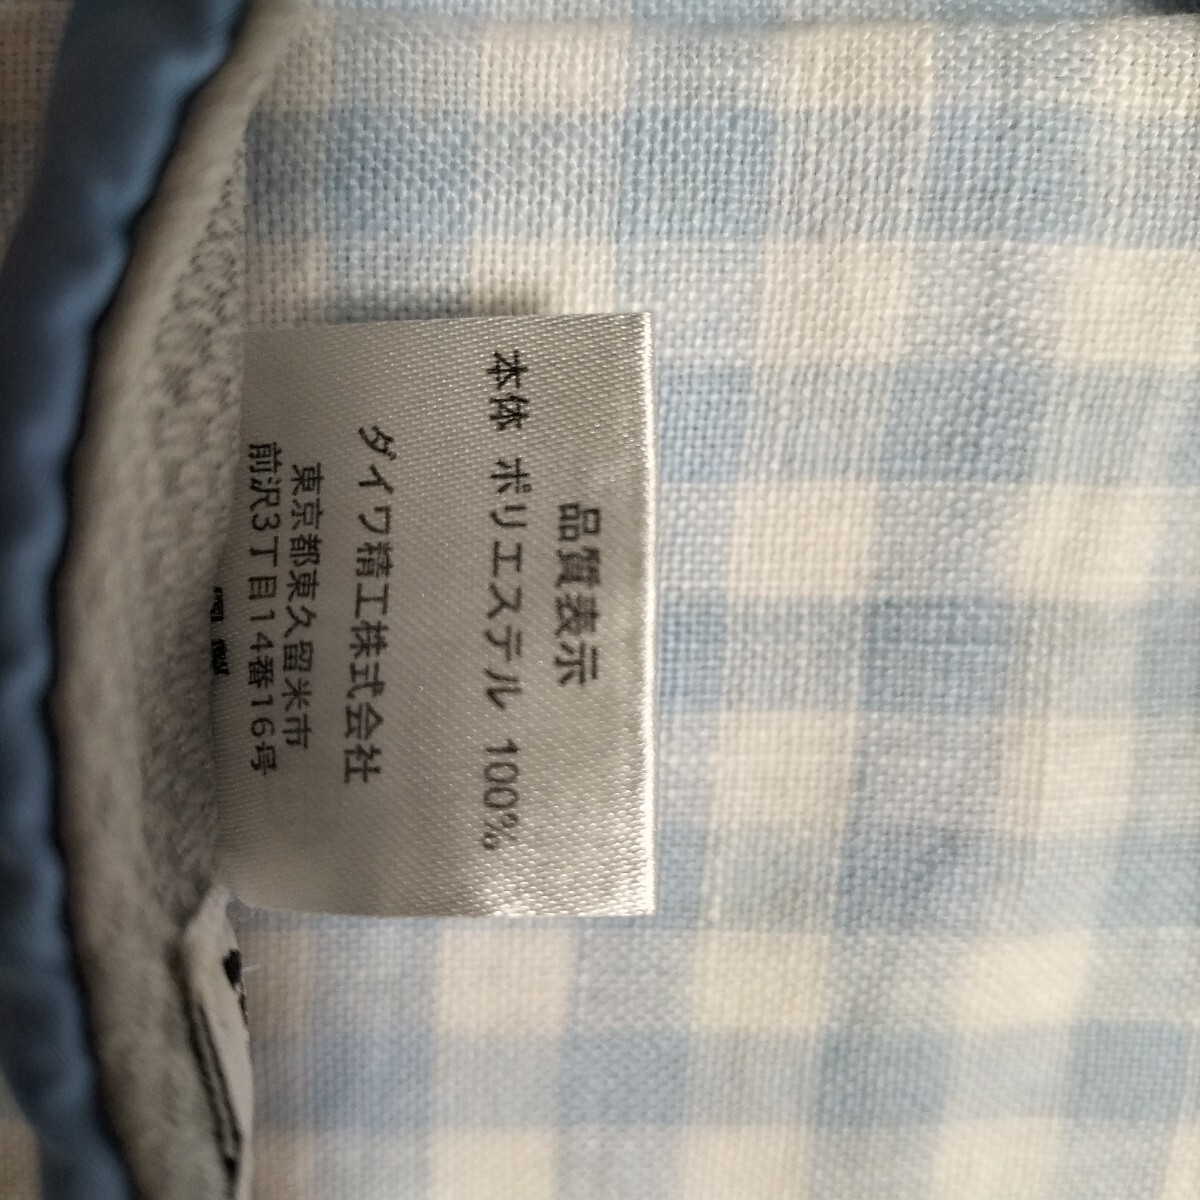 品質表示
本体 ポリエステル 100%
ダイワ精工株式会社
東京都東久留米市
前沢3丁目14番16号